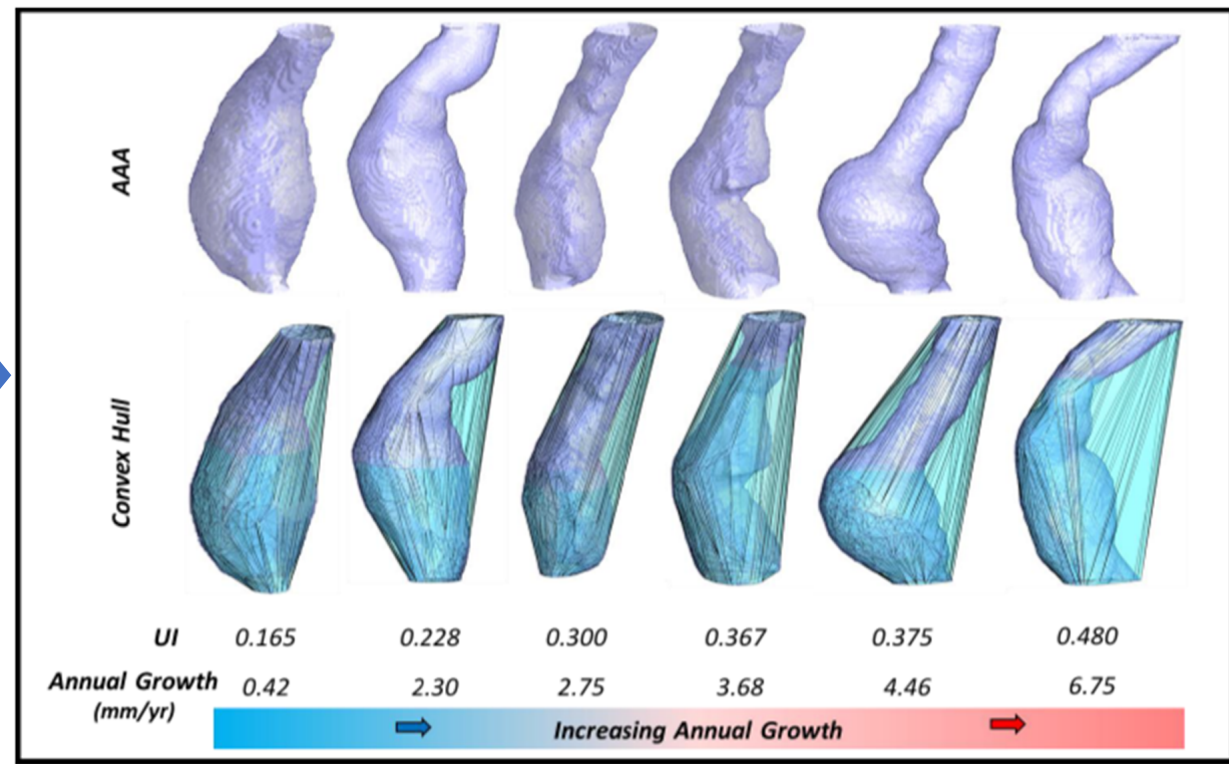 AAA
Convex Hull
UI 0.165 0.228 0.300 0.367 0.375 0.480
Annual Growth 0.42 2.30 2.75 3.68 4.46 6.75
(mm/yr)
Increasing Annual Growth